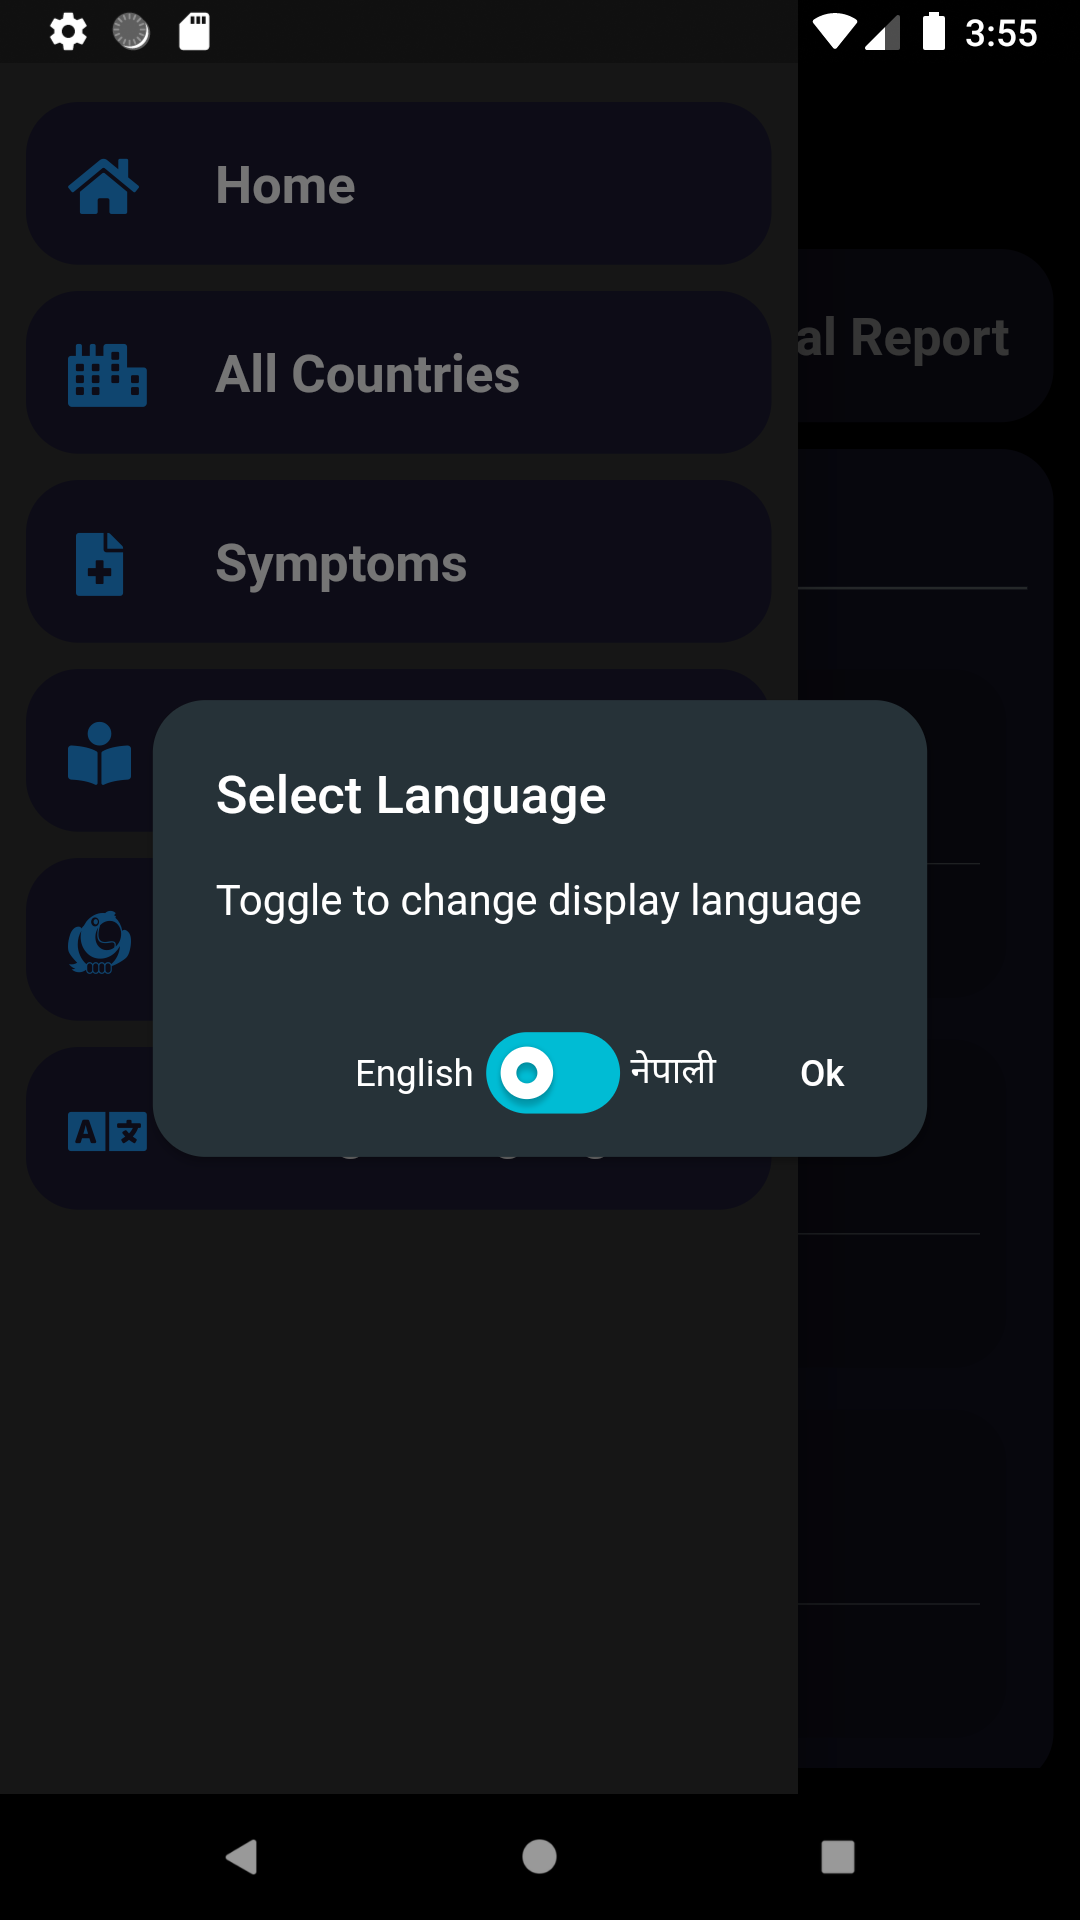 3:55
Home
al Report
All Countries
Symptoms
Select Language
Toggle to change display language
English
नेपाली
Ok